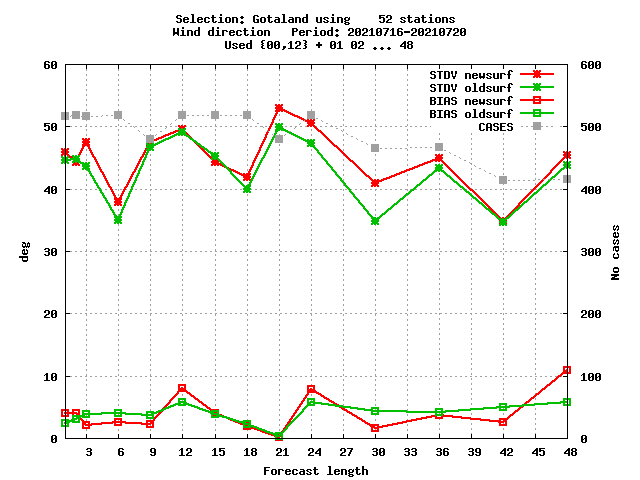 Selection: Gotaland using    52 stations
Wind direction   Period: 20210716-20210720
Used {00,12} + 01 02 ... 48
STDV newsurf
STDV oldsurf
BIAS newsurf
BIAS oldsurf
CASES
60
50
40
30
20
10
0
deg
600
500
400
300
200
100
0
No cases
3 6 9 12 15 18 21 24 27 30 33 36 39 42 45 48
Forecast length